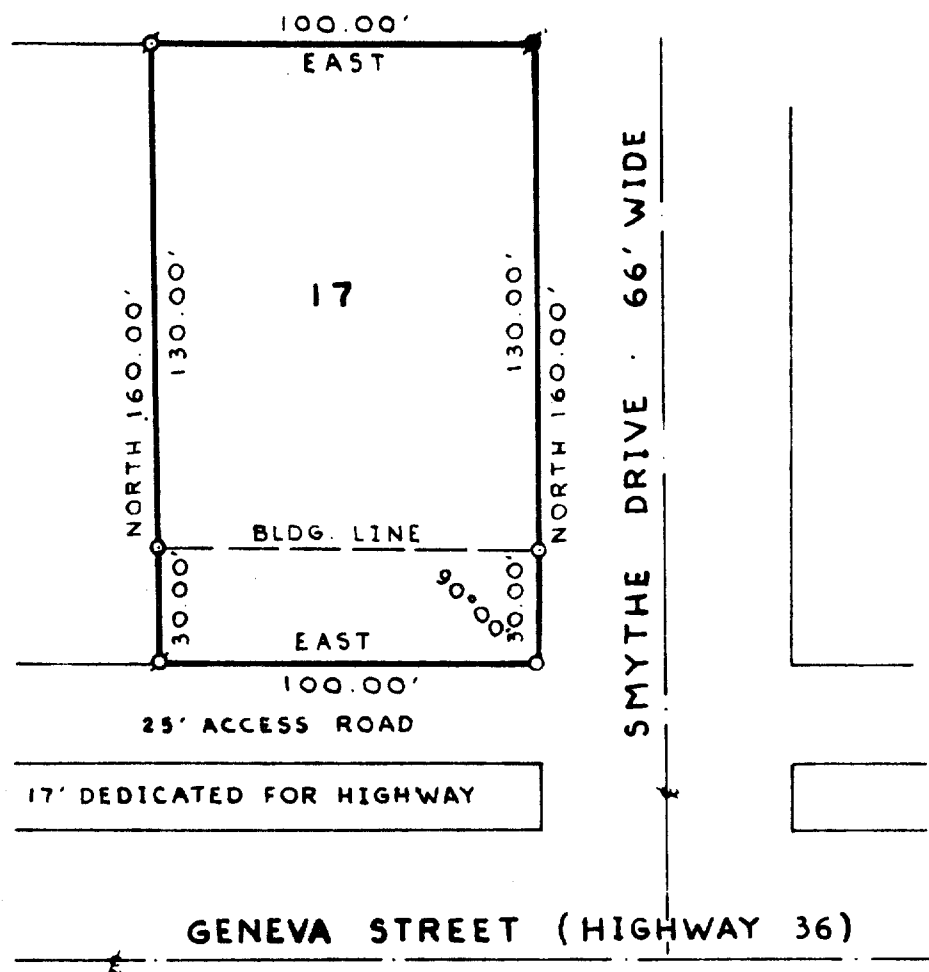 100.00'
EAST
SMYTHE DRIVE . 66' WIDE
NORTH 160.00'
130.00'
17
130.00'
NORTH 160.00'
BLDG. LINE
30.00'
90°00'
30.00'
EAST
100.00'
25' ACCESS ROAD
17' DEDICATED FOR HIGHWAY
GENEVA STREET (HIGHWAY 36)